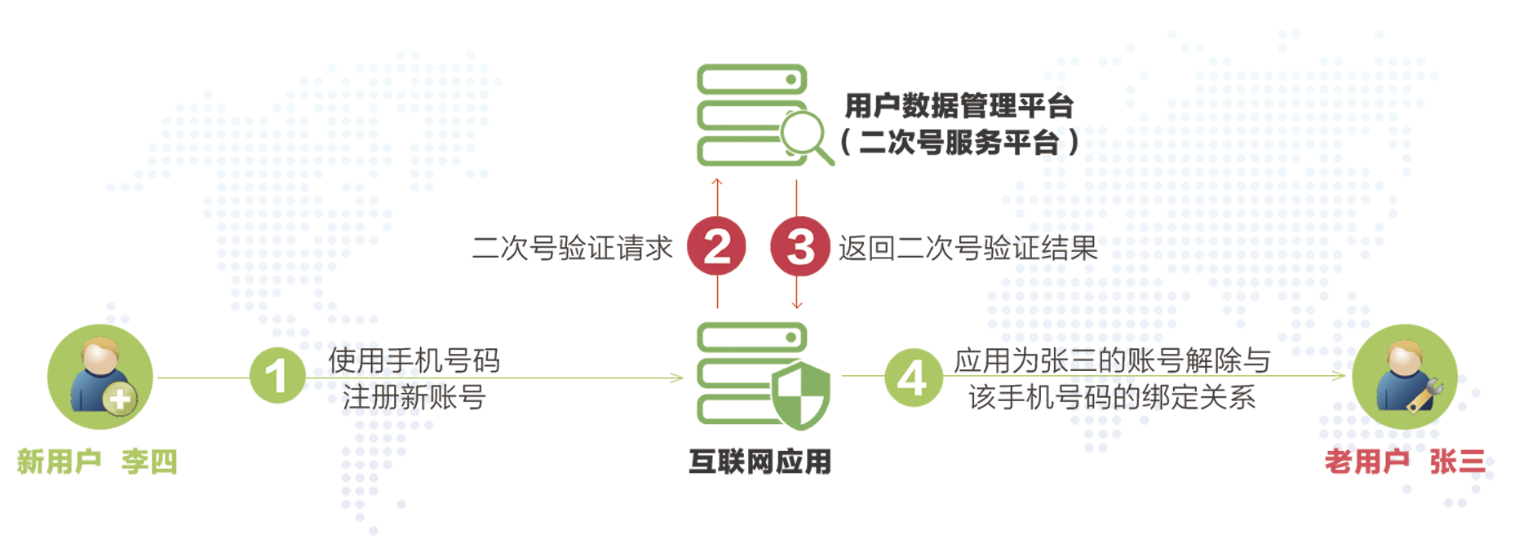 用户数据管理平台
（二次号服务平台）
二次号验证请求
2
3
返回二次号验证结果
1
使用手机号码
注册新账号
4
应用为张三的账号解除与
该手机号码的绑定关系
新用户 李四
互联网应用
老用户 张三